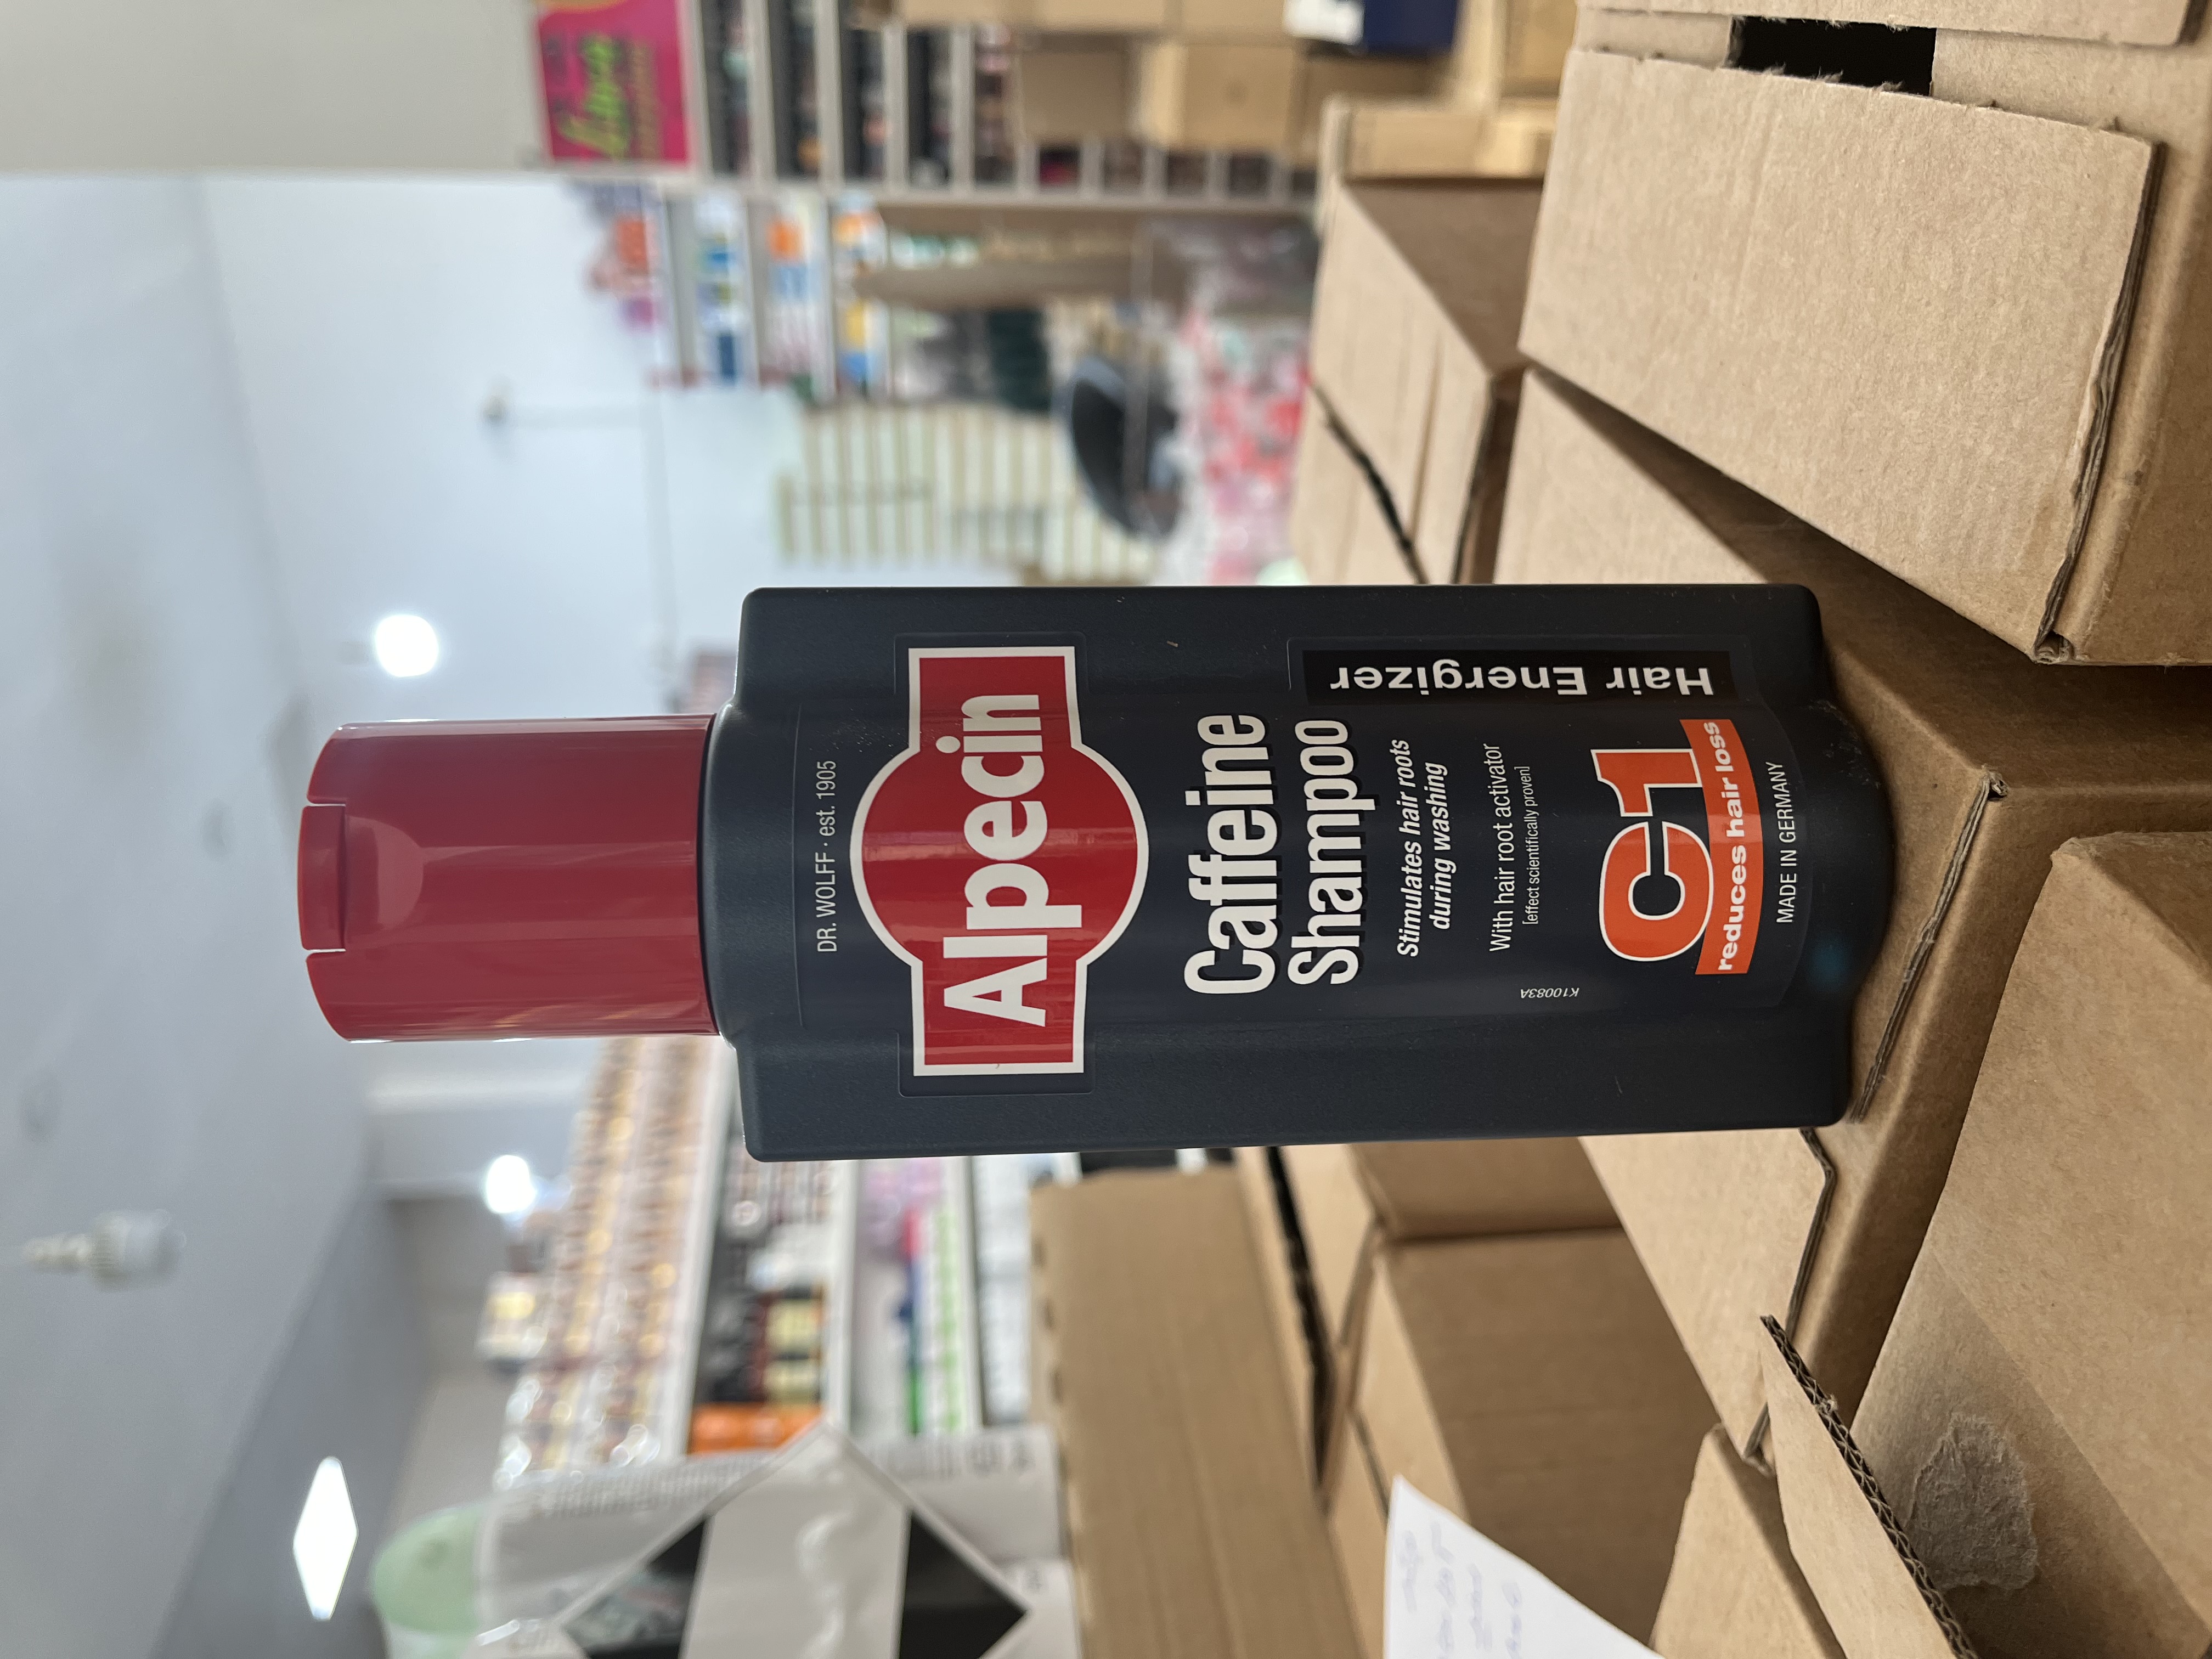 DR. WOLFF · est. 1905
Alpecin
Caffeine
Shampoo
Stimulates hair roots
during washing
With hair root activator
[effect scientifically proven]
K10083A
C1
reduces hair loss
MADE IN GERMANY
Hair Energizer